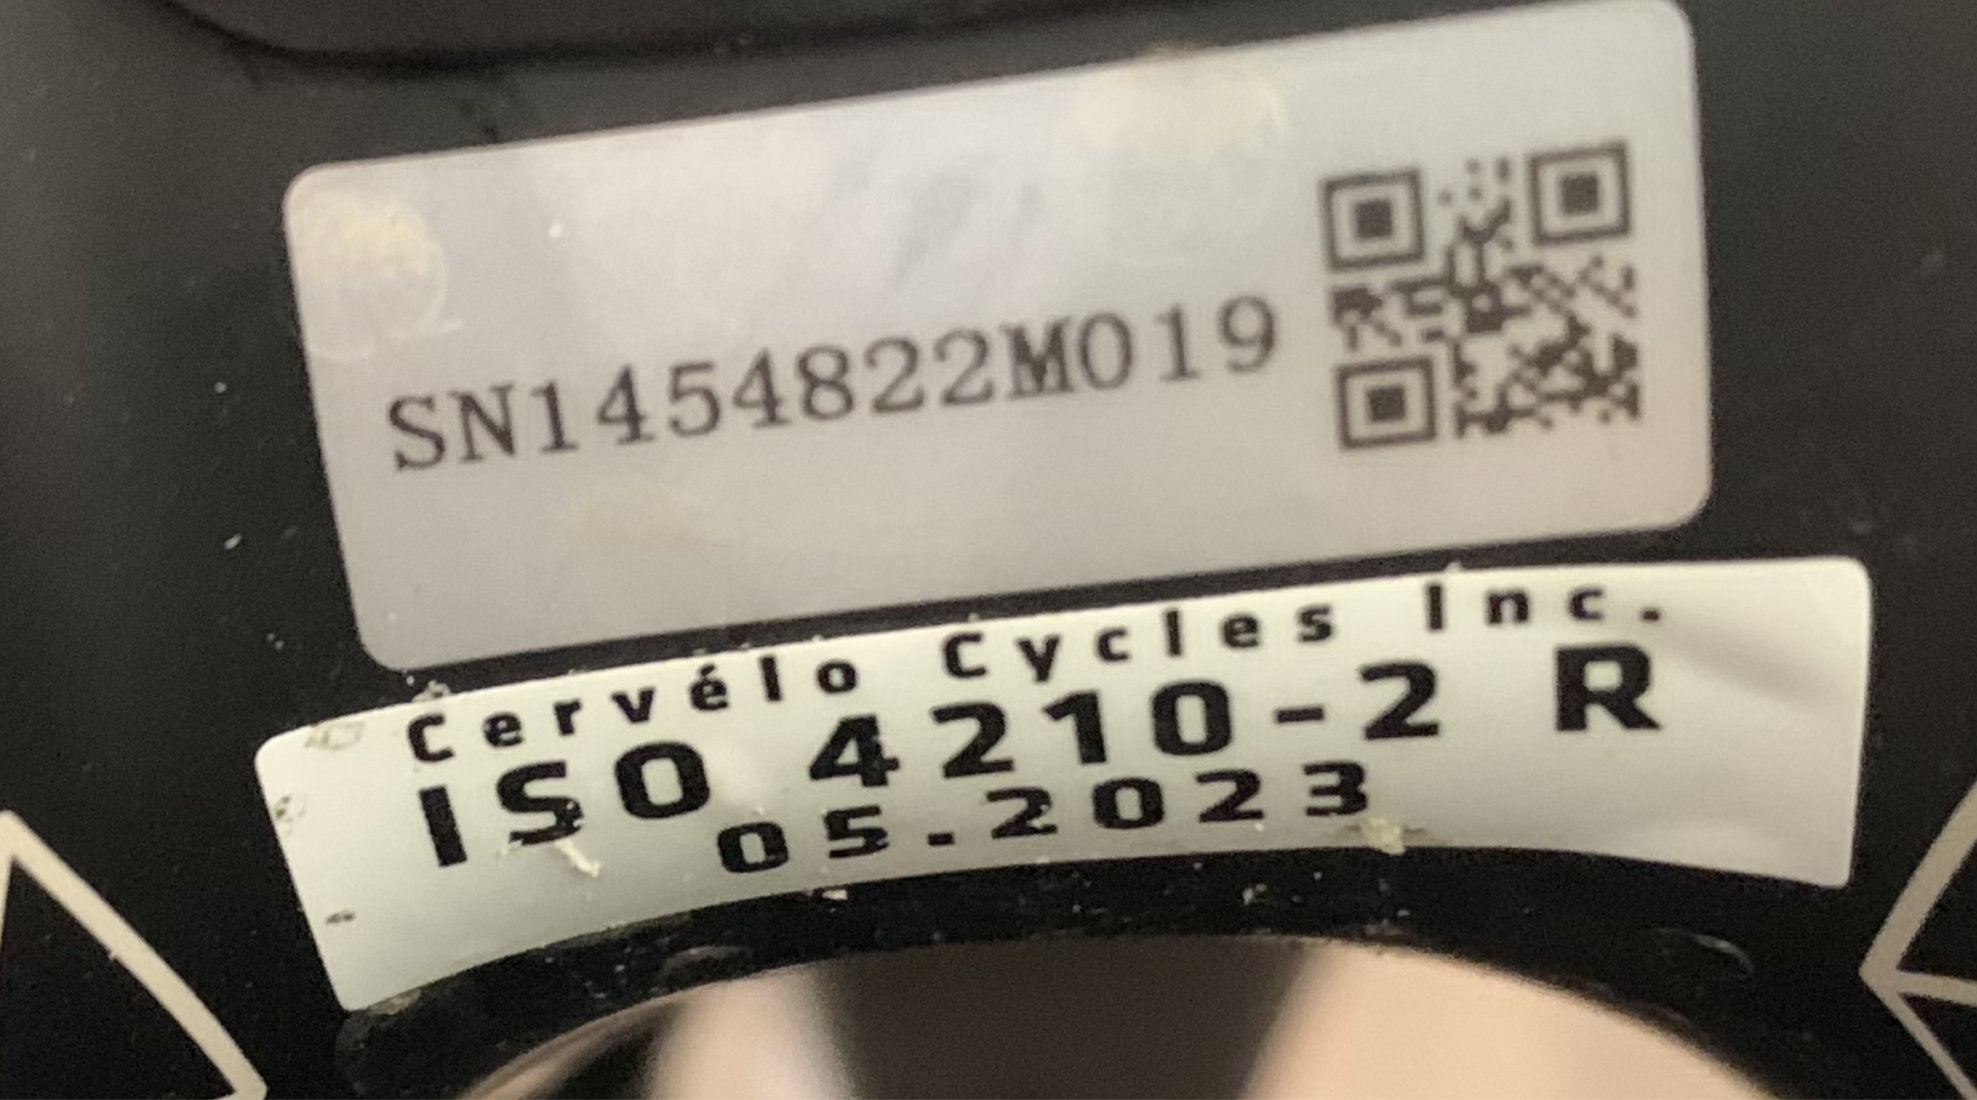 SN1454822M019
Cervélo Cycles Inc.
ISO 4210-2 R
05.2023